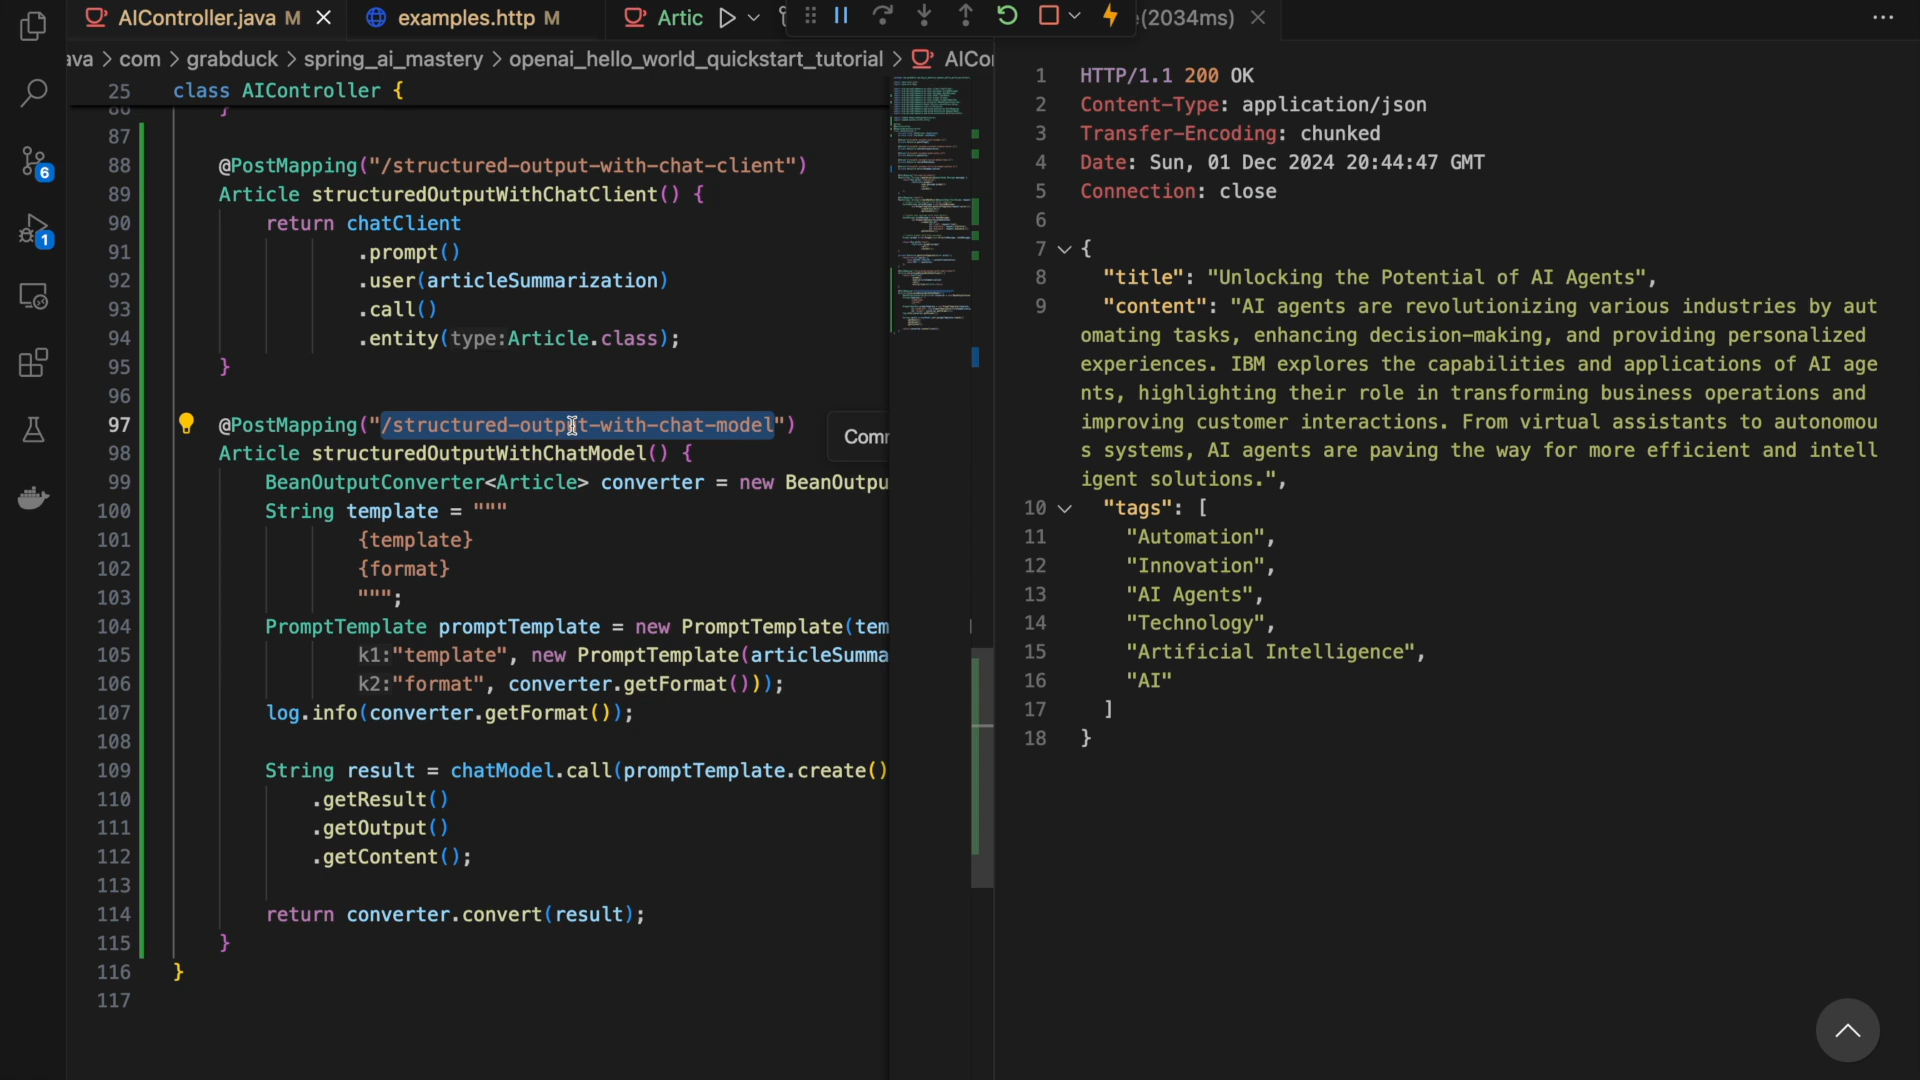 AIController.java M
examples.http M
Artic
(2034ms)
ava > com > grabduck > spring_ai_mastery > openai_hello_world_quickstart_tutorial > AICon
25 class AIController {
86 }
87
88 @PostMapping("/structured-output-with-chat-client")
89 Article structuredOutputWithChatClient() {
90 return chatClient
91 .prompt()
92 .user(articleSummarization)
93 .call()
94 .entity(type:Article.class);
95 }
96
97 @PostMapping("/structured-output-with-chat-model")
Comm
98 Article structuredOutputWithChatModel() {
99 BeanOutputConverter<Article> converter = new BeanOutpu
100 String template = """
101 {template}
102 {format}
103 """;
104 PromptTemplate promptTemplate = new PromptTemplate(tem
105 k1:"template", new PromptTemplate(articleSumma
106 k2:"format", converter.getFormat()));
107 log.info(converter.getFormat());
108
109 String result = chatModel.call(promptTemplate.create()
110 .getResult()
111 .getOutput()
112 .getContent();
113
114 return converter.convert(result);
115 }
116 }
117
6
1
1 HTTP/1.1 200 OK
2 Content-Type: application/json
3 Transfer-Encoding: chunked
4 Date: Sun, 01 Dec 2024 20:44:47 GMT
5 Connection: close
6
7 {
8 "title": "Unlocking the Potential of AI Agents",
9 "content": "AI agents are revolutionizing various industries by aut
omating tasks, enhancing decision-making, and providing personalized
experiences. IBM explores the capabilities and applications of AI age
nts, highlighting their role in transforming business operations and
improving customer interactions. From virtual assistants to autonomou
s systems, AI agents are paving the way for more efficient and intell
igent solutions.",
10 "tags": [
11 "Automation",
12 "Innovation",
13 "AI Agents",
14 "Technology",
15 "Artificial Intelligence",
16 "AI"
17 ]
18 }